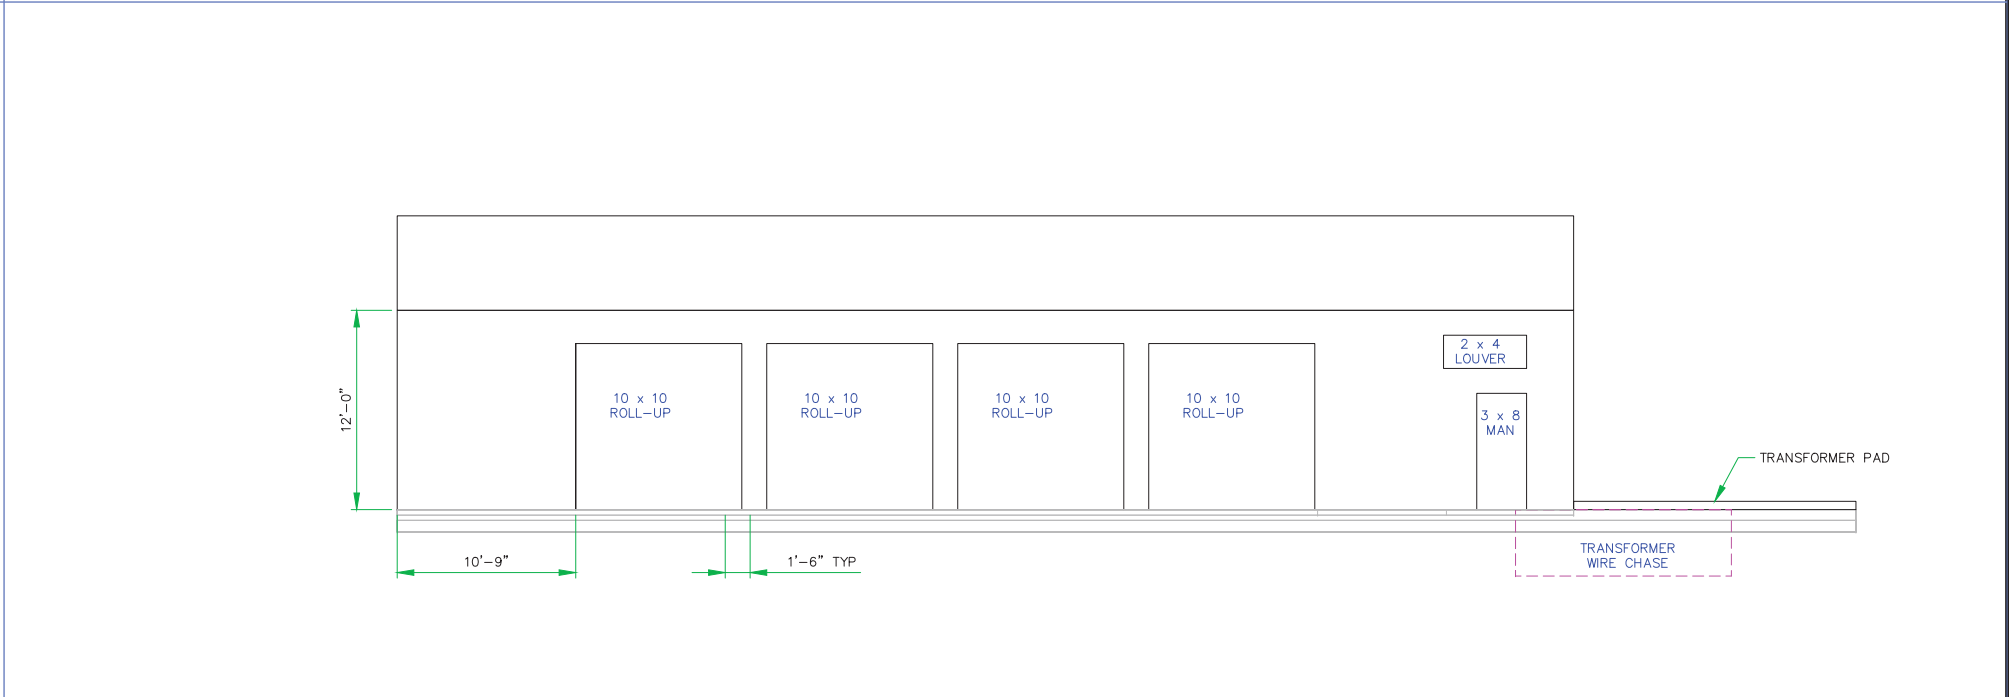 2 x 4
LOUVER
10 x 10
ROLL-UP
10 x 10
ROLL-UP
10 x 10
ROLL-UP
10 x 10
ROLL-UP
3 x 8
MAN
12'-0"
TRANSFORMER PAD
10'-9"
1'-6" TYP
TRANSFORMER
WIRE CHASE